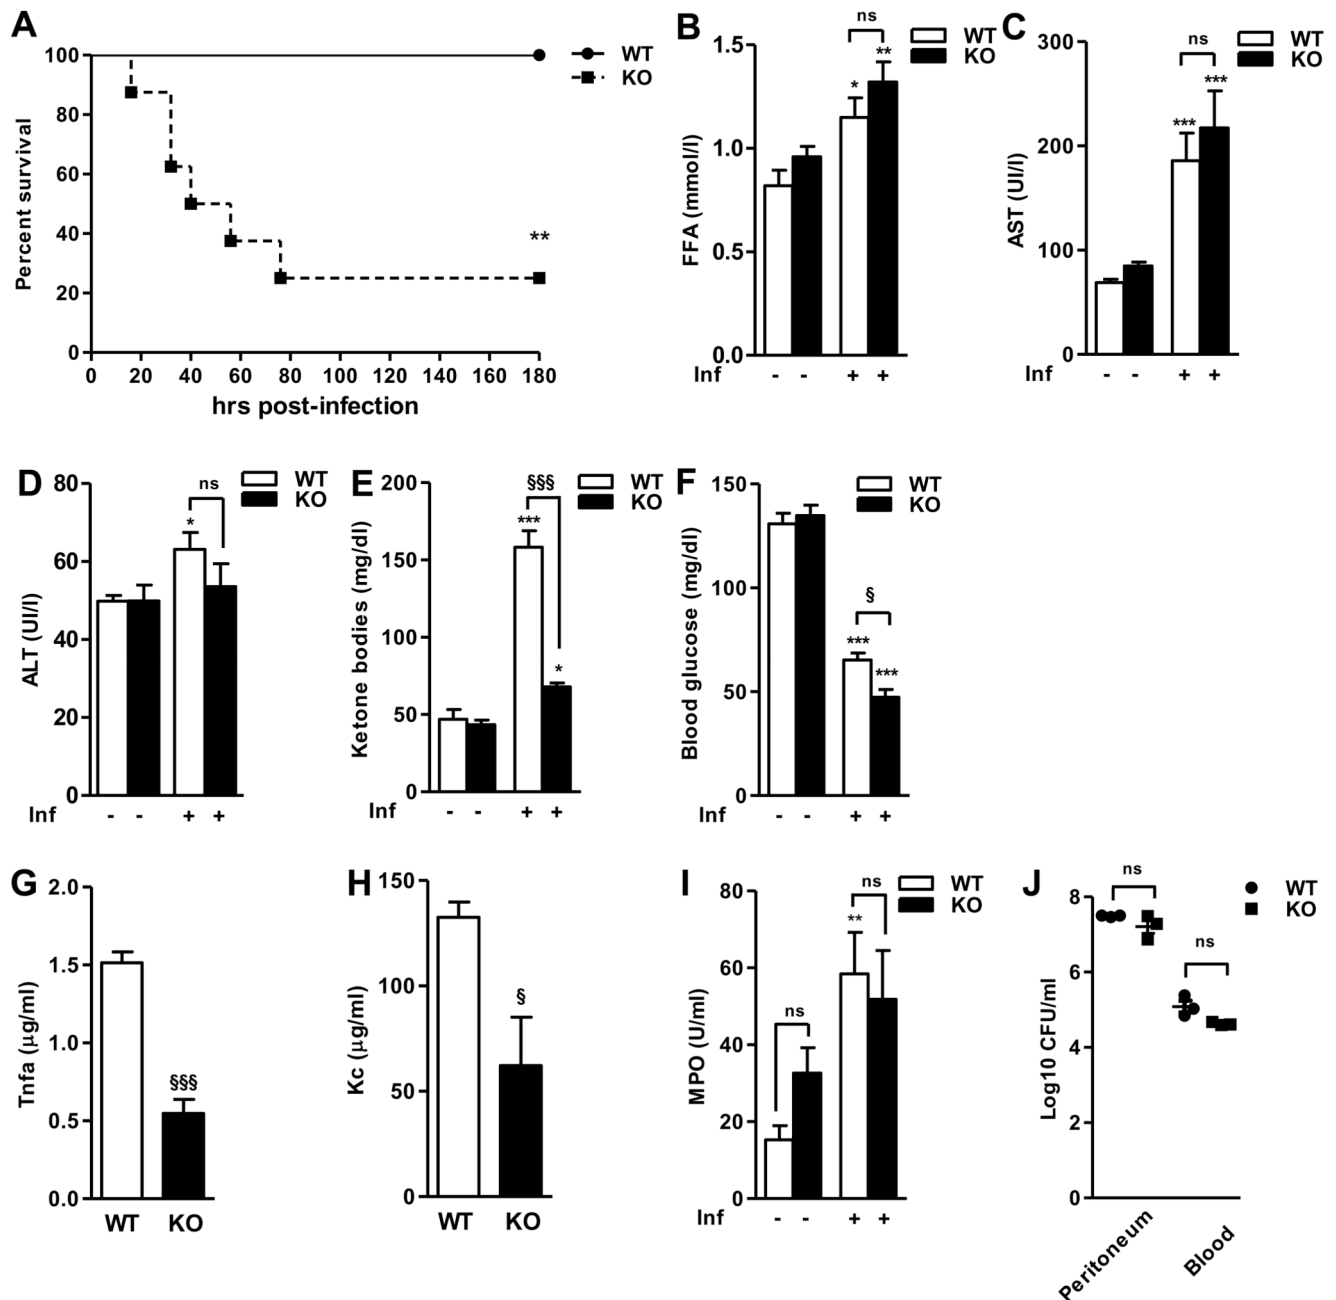 A
100
80
60
40
20
0
Percent survival
**
WT
KO
0 20 40 60 80 100 120 140 160 180
hrs post-infection
B
1.5
1.0
0.5
0.0
FFA (mmol/l)
ns
WT
KO
* **
Inf - - + +
C
300
200
100
0
AST (UI/l)
ns
WT
KO
*** ***
- - + +
D
80
60
40
20
0
ALT (UI/l)
ns
WT
KO
*
Inf - - + +
E
200
150
100
50
0
Ketone bodies (mg/dl)
§§§
WT
KO
***
*
Inf - - + +
F
150
100
50
0
Blood glucose (mg/dl)
WT
KO
§
***
***
- - + +
G
2.0
1.5
1.0
0.5
0.0
Tnfa (µg/ml)
§§§
WT KO
H
150
100
50
0
Kc (µg/ml)
§
WT KO
I
80
60
40
20
0
MPO (U/ml)
ns
WT
KO
**
ns
Inf - - + +
J
8
6
4
2
0
Log10 CFU/ml
ns
WT
KO
ns
Peritoneum
Blood